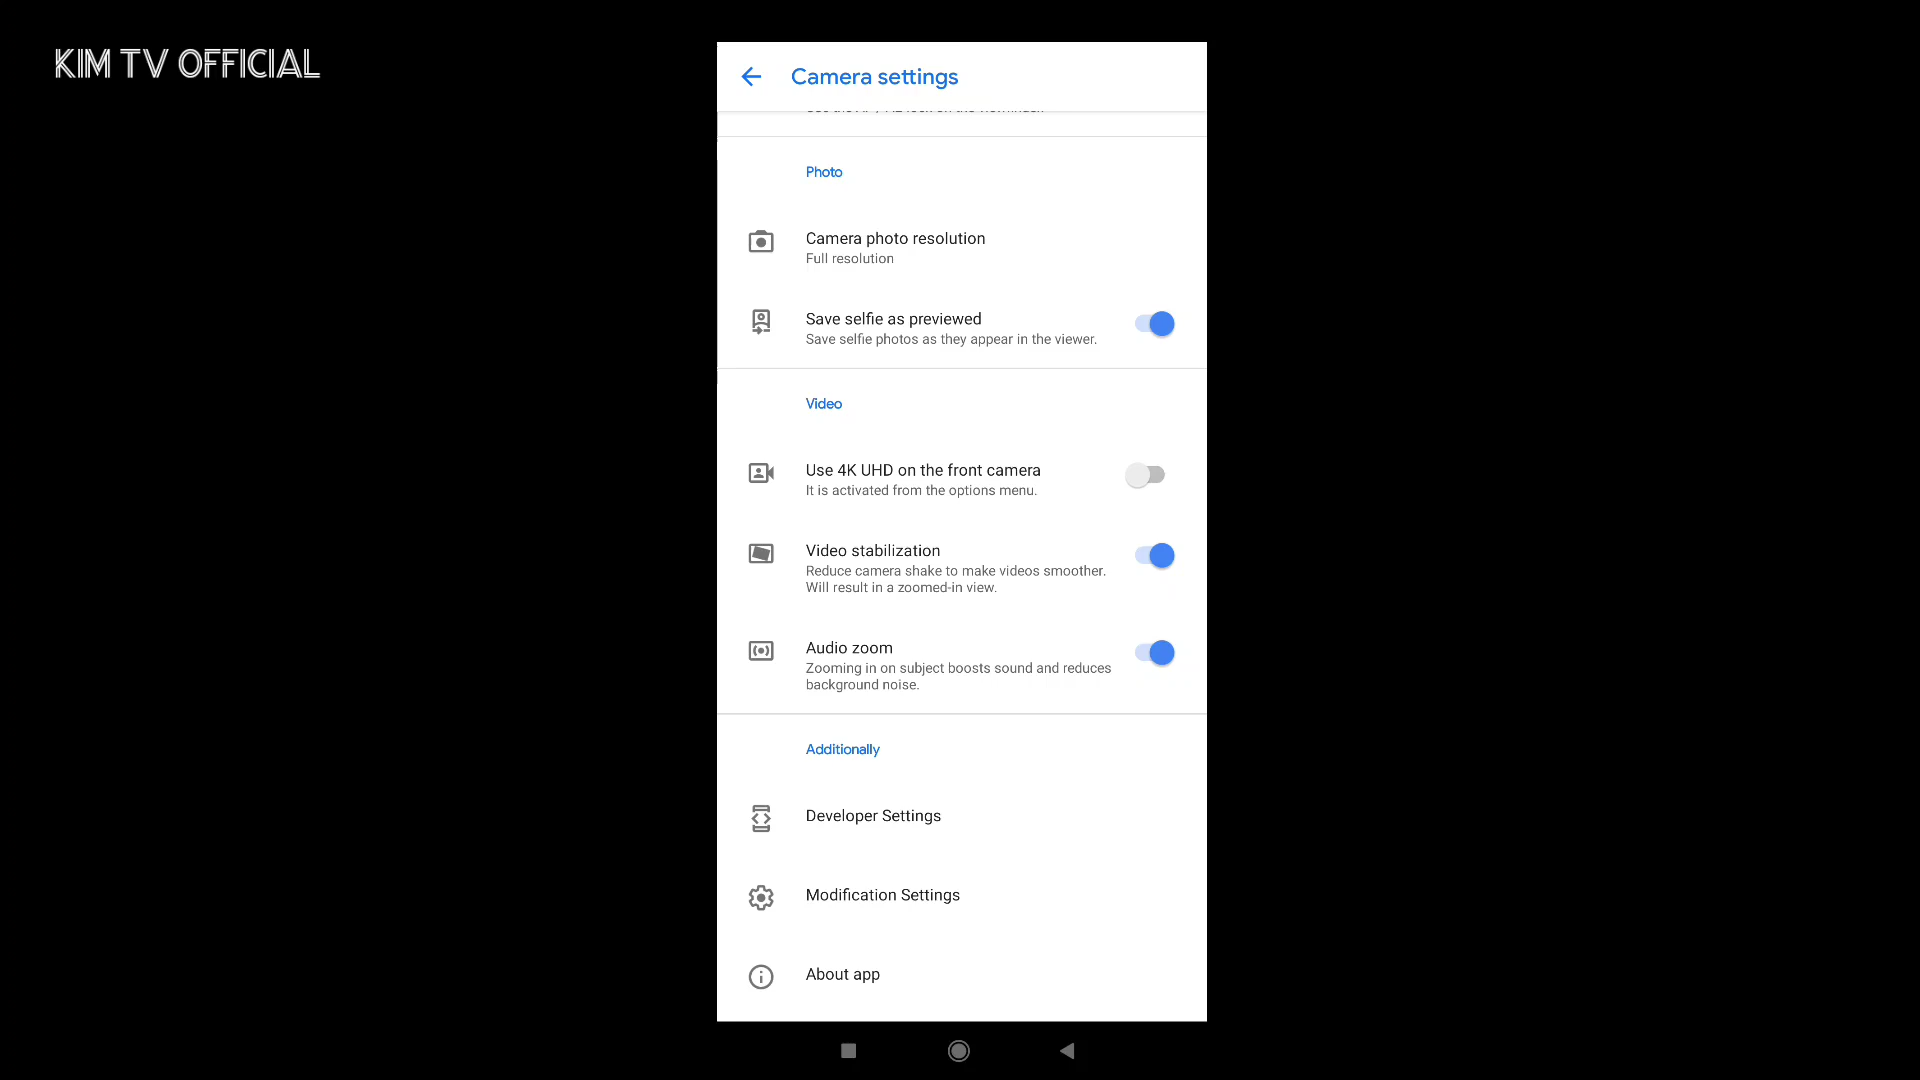 KIM TV OFFICIAL
Camera settings
Photo
Camera photo resolution
Full resolution
Save selfie as previewed
Save selfie photos as they appear in the viewer.
Video
Use 4K UHD on the front camera
It is activated from the options menu.
Video stabilization
Reduce camera shake to make videos smoother.
Will result in a zoomed-in view.
Audio zoom
Zooming in on subject boosts sound and reduces
background noise.
Additionally
Developer Settings
Modification Settings
About app